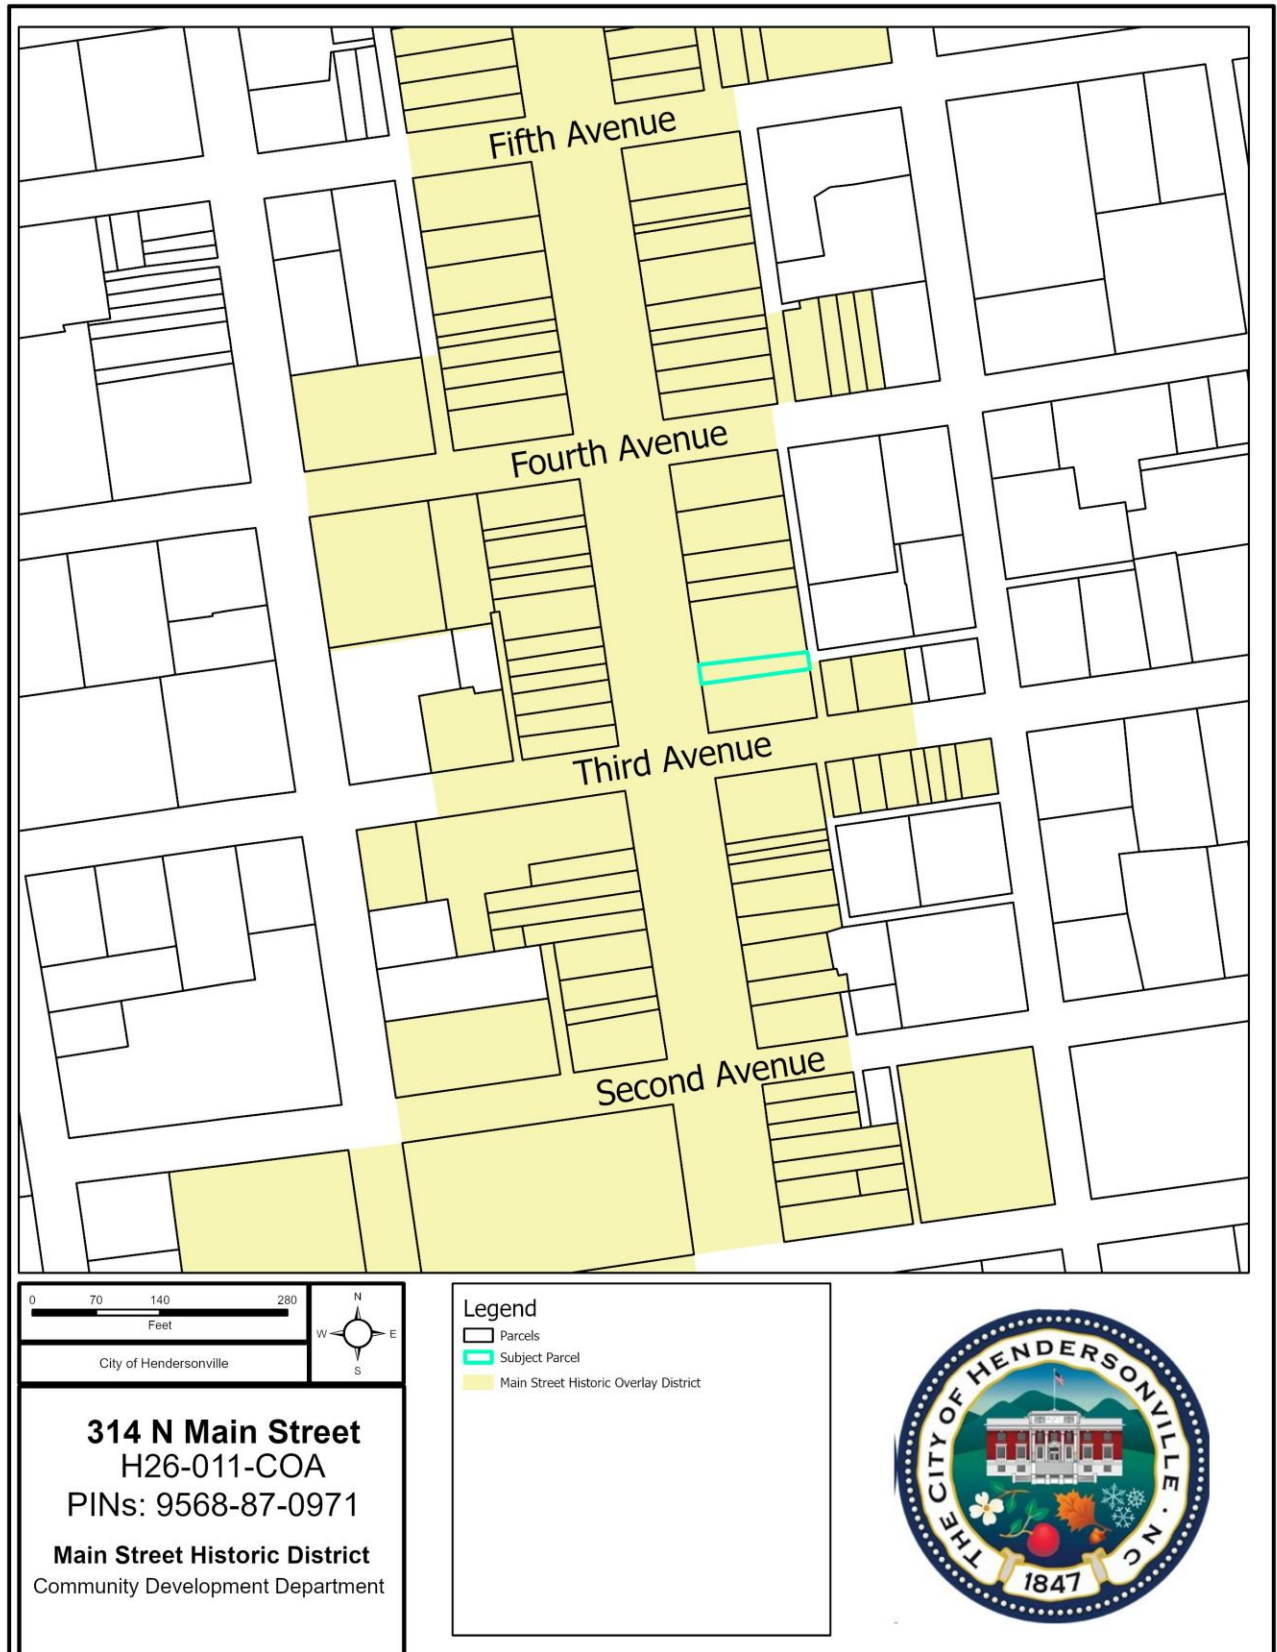 Fifth Avenue
Fourth Avenue
Third Avenue
Second Avenue
0 70 140 280
Feet
City of Hendersonville
N
W E
S
314 N Main Street
H26-011-COA
PINs: 9568-87-0971
Main Street Historic District
Community Development Department
Legend
Parcels
Subject Parcel
Main Street Historic Overlay District
THE CITY OF HENDERSONVILLE · NC
1847